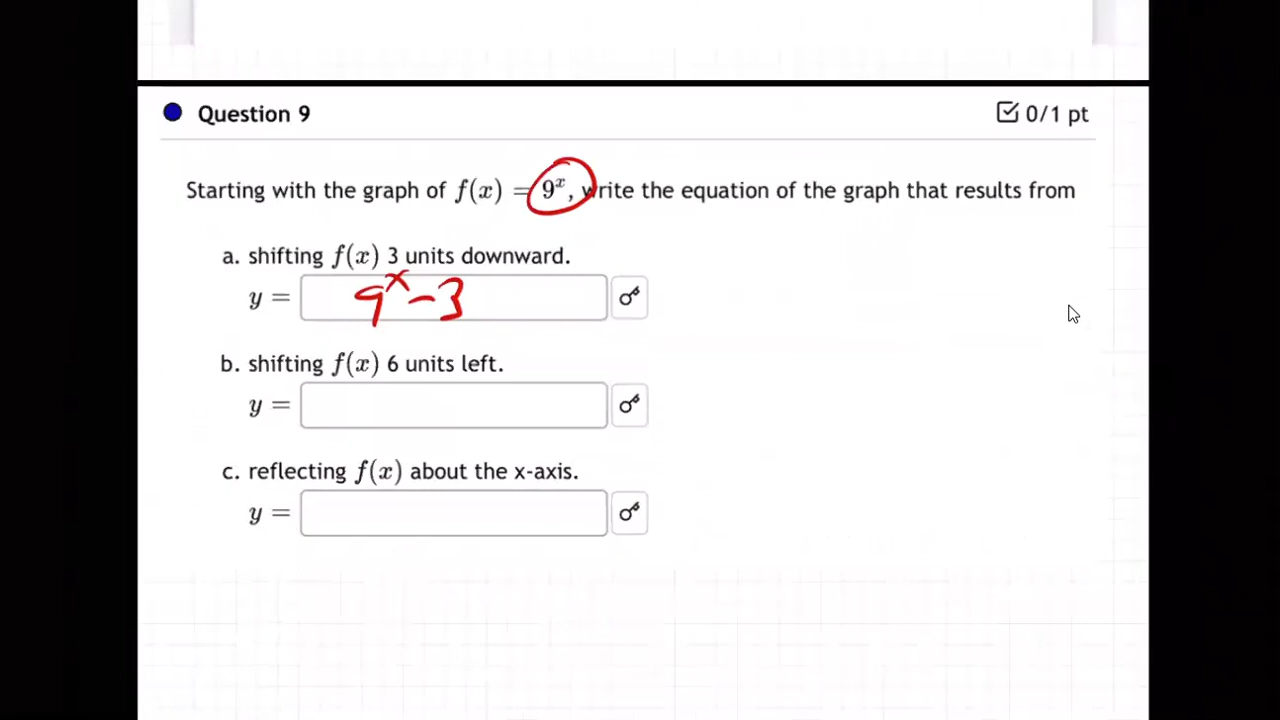 Question 9
0/1 pt
Starting with the graph of f(x) = 9^x, write the equation of the graph that results from
a. shifting f(x) 3 units downward.
y = 9^x - 3
b. shifting f(x) 6 units left.
y =
c. reflecting f(x) about the x-axis.
y =